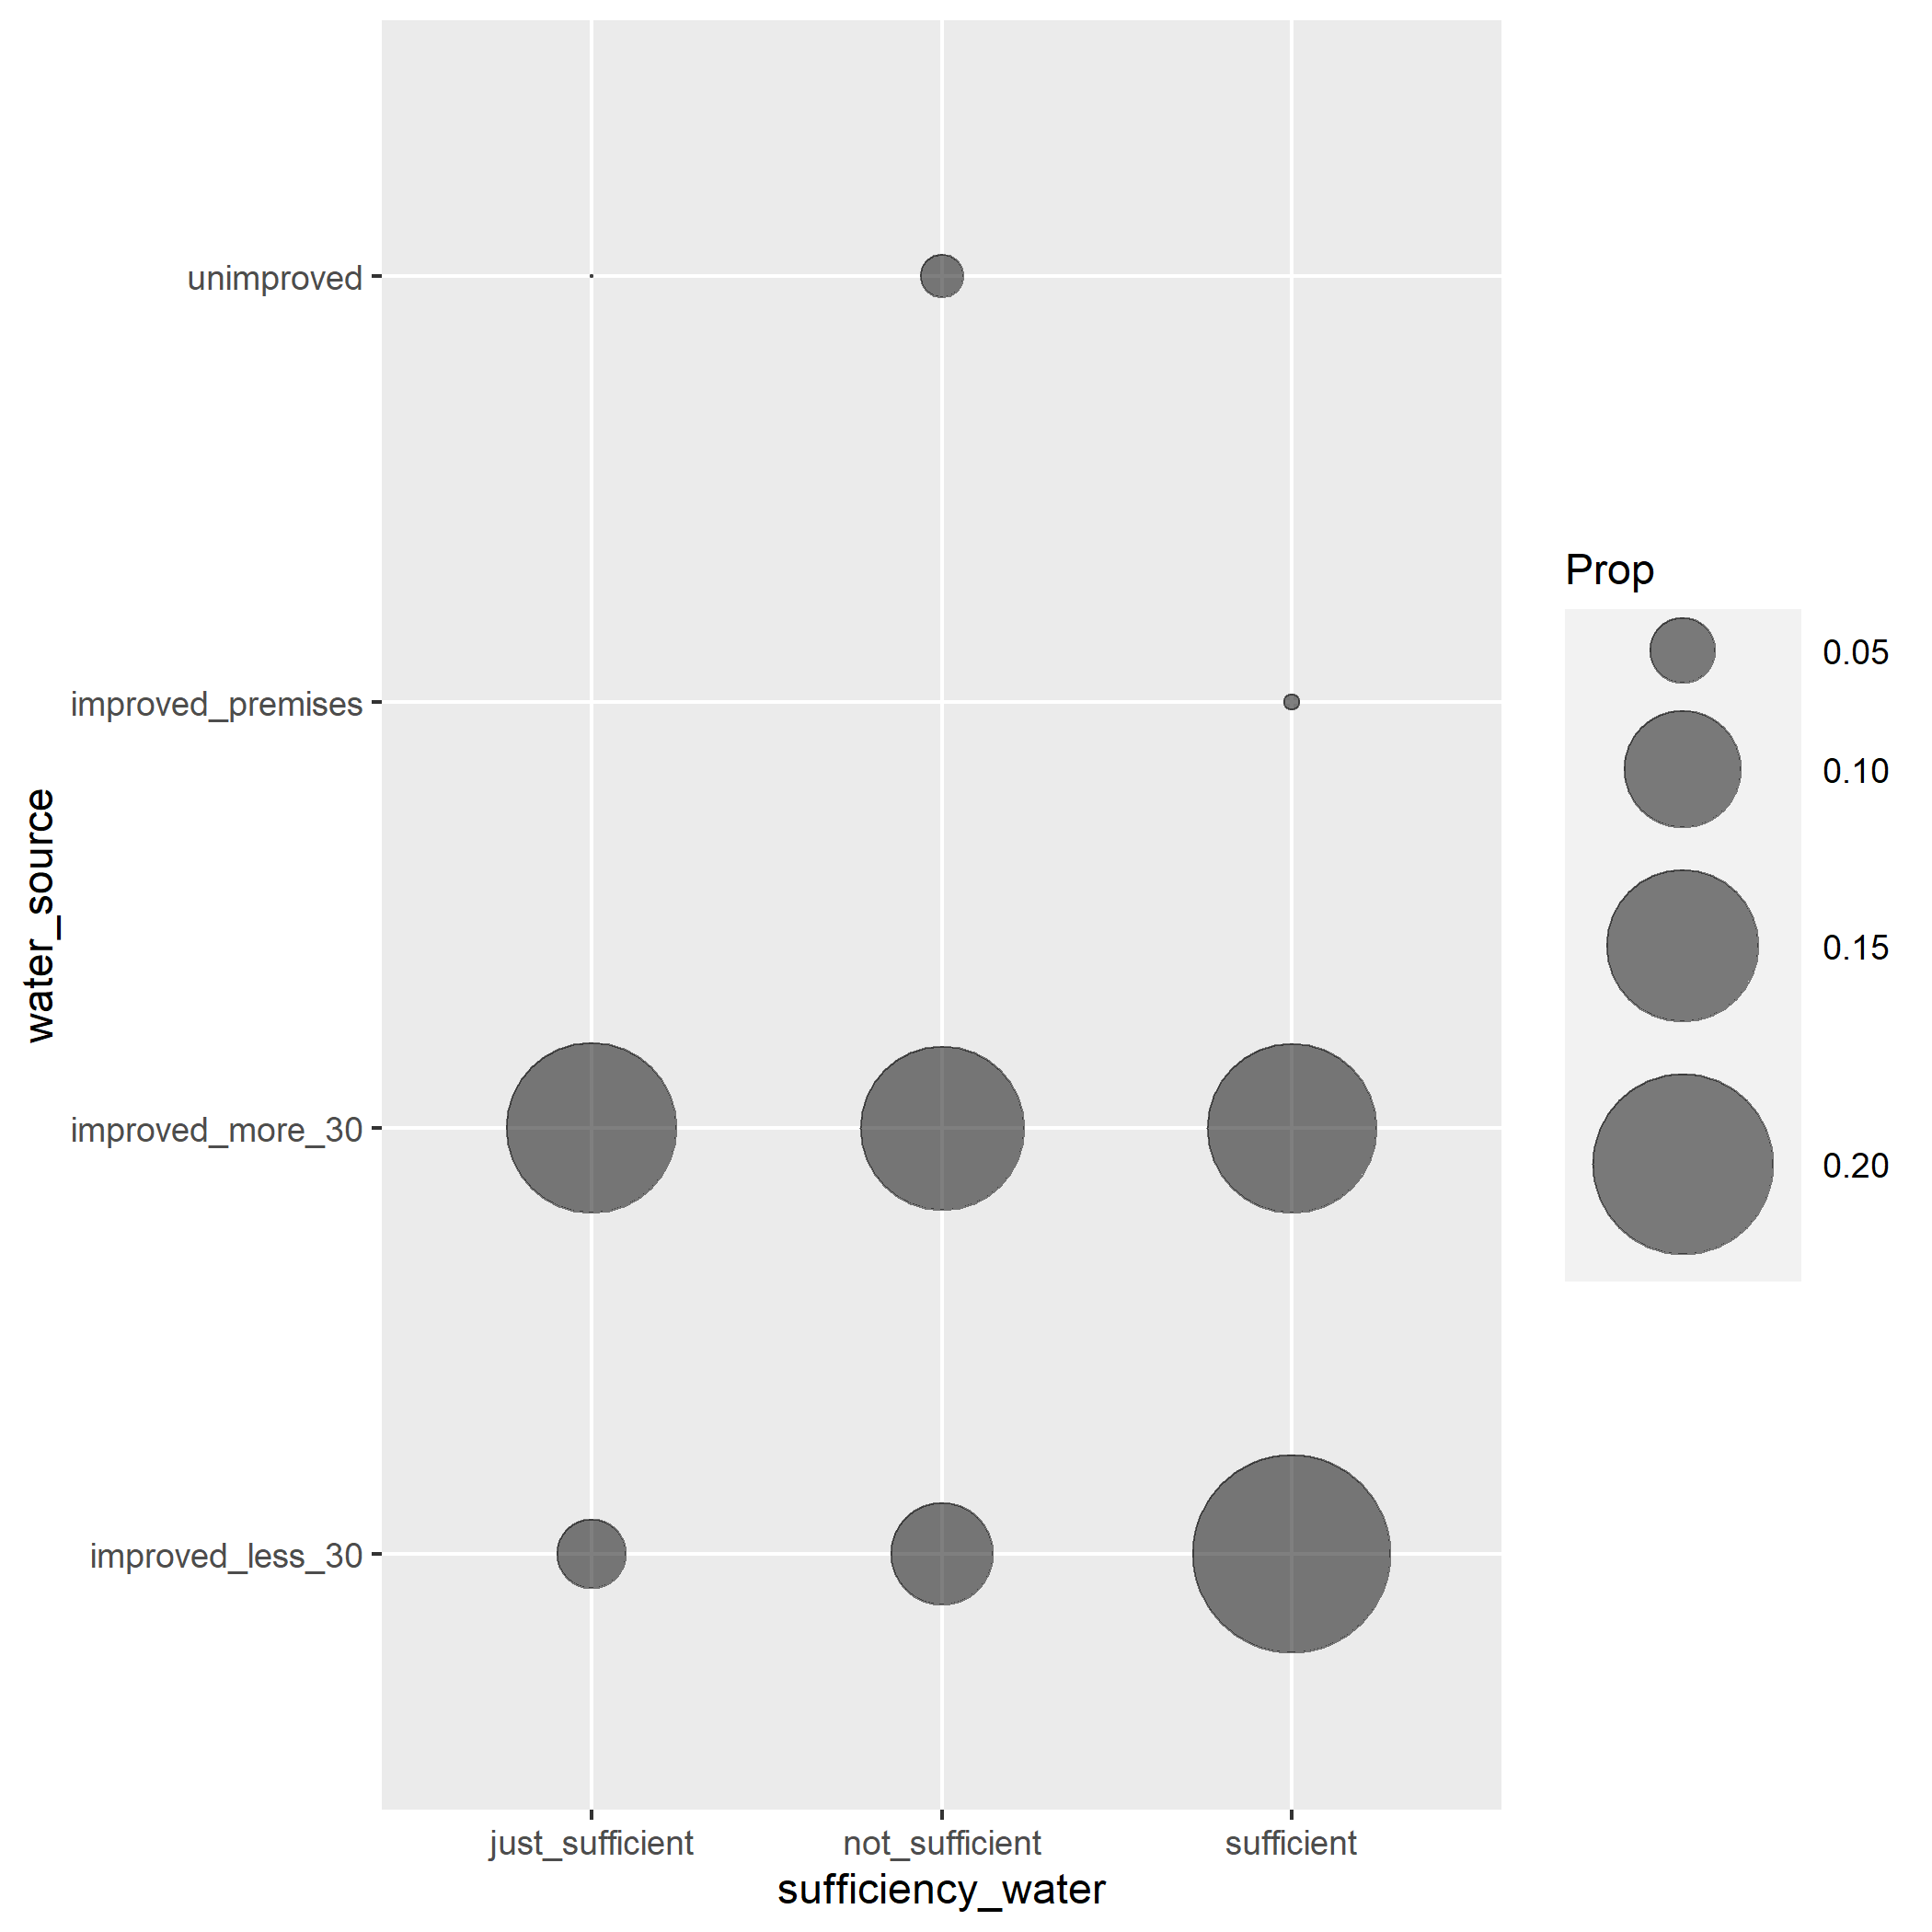 water_source
unimproved
improved_premises
improved_more_30
improved_less_30
just_sufficient
not_sufficient
sufficient
sufficiency_water
Prop
0.05
0.10
0.15
0.20